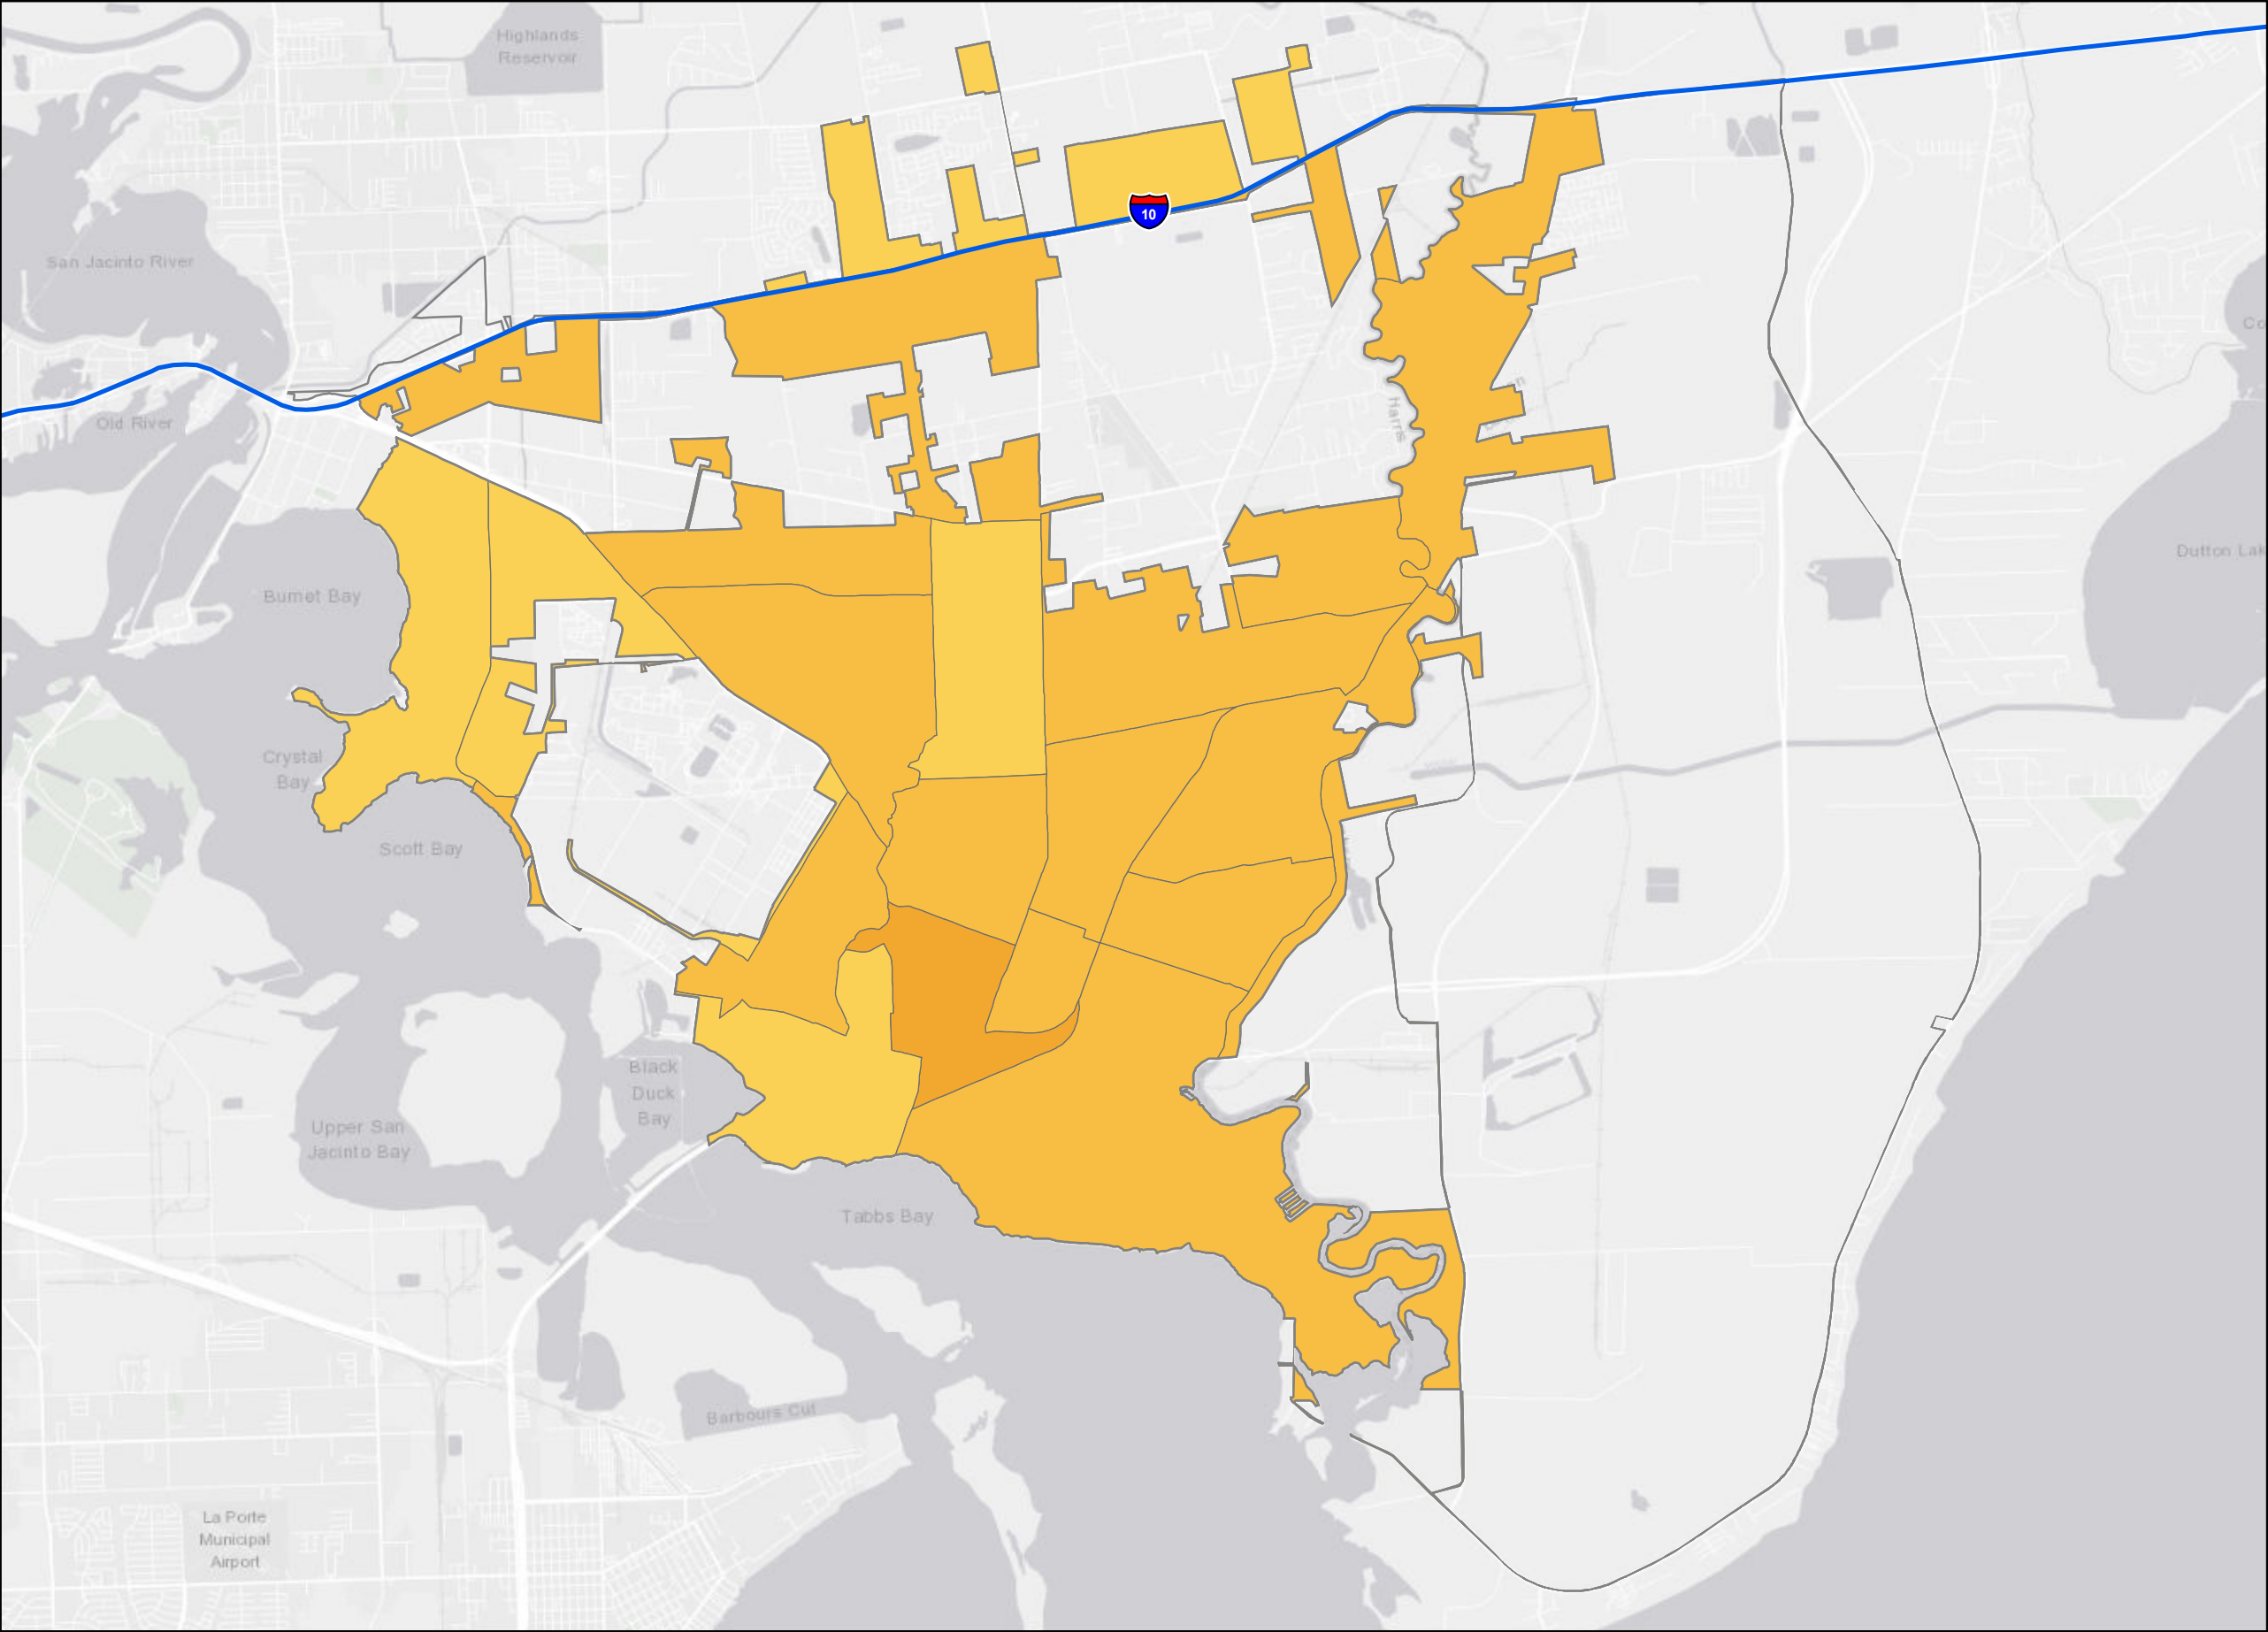 Highlands
Reservoir
10
San Jacinto River
Old River
Harris
Dutton Lak
Burnet Bay
Crystal
Bay
Scott Bay
Black
Duck
Bay
Upper San
Jacinto Bay
Tabbs Bay
Barbours Cut
La Porte
Municipal
Airport
Co